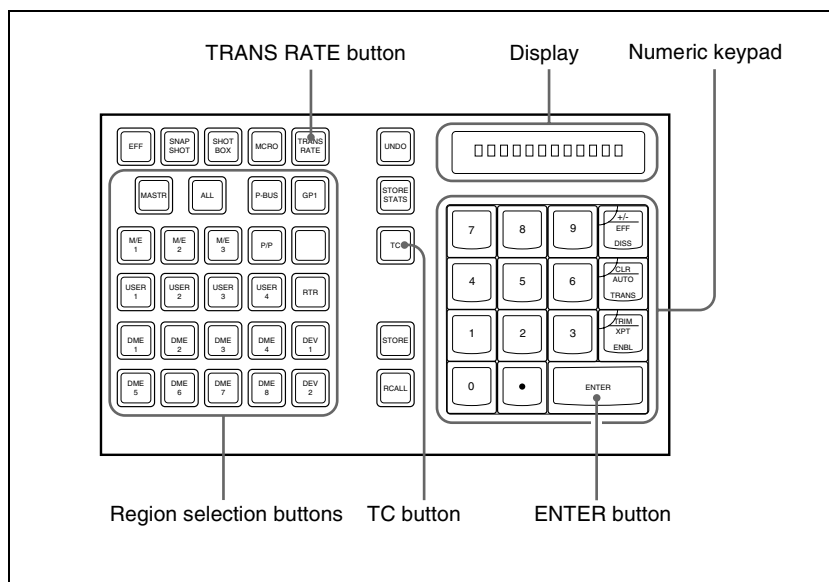 TRANS RATE button
Display
Numeric keypad
EFF
SNAP
SHOT
SHOT
BOX
MCRO
TRANS
RATE
UNDO
MASTR
ALL
P-BUS
GP1
STORE
STATS
M/E
1
M/E
2
M/E
3
P/P
TC
USER
1
USER
2
USER
3
USER
4
RTR
DME
1
DME
2
DME
3
DME
4
DEV
1
STORE
DME
5
DME
6
DME
7
DME
8
DEV
2
RCALL
7
8
9
+/-
EFF
DISS
4
5
6
CLR
AUTO
TRANS
1
2
3
TRIM
XPT
ENBL
0
•
ENTER
Region selection buttons
TC button
ENTER button